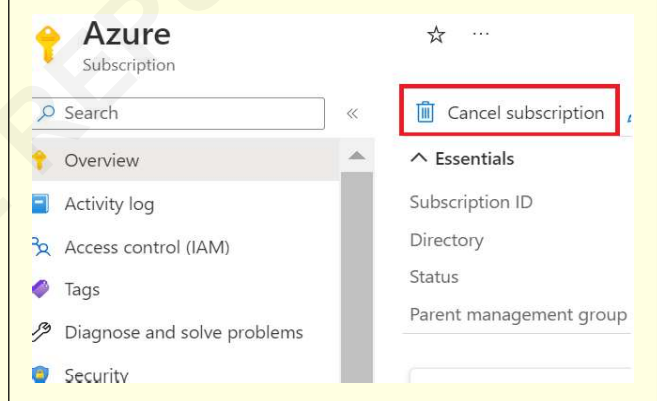 Azure
Subscription
Search
«
Overview
Activity log
Access control (IAM)
Tags
Diagnose and solve problems
Security
Cancel subscription
Essentials
Subscription ID
Directory
Status
Parent management group